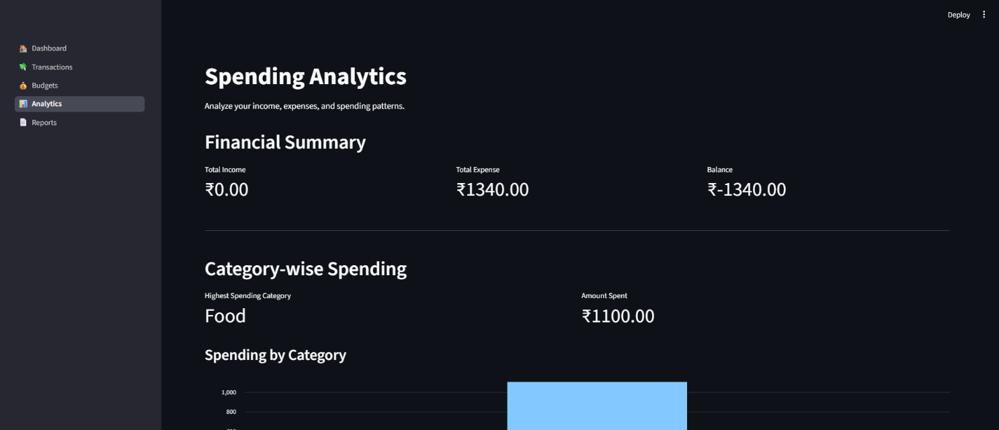 Deploy
Dashboard
Transactions
Budgets
Analytics
Reports
Spending Analytics
Analyze your income, expenses, and spending patterns.
Financial Summary
Total Income Total Expense Balance
₹0.00 ₹1340.00 ₹-1340.00
Category-wise Spending
Highest Spending Category Amount Spent
Food ₹1100.00
Spending by Category
1,000
800